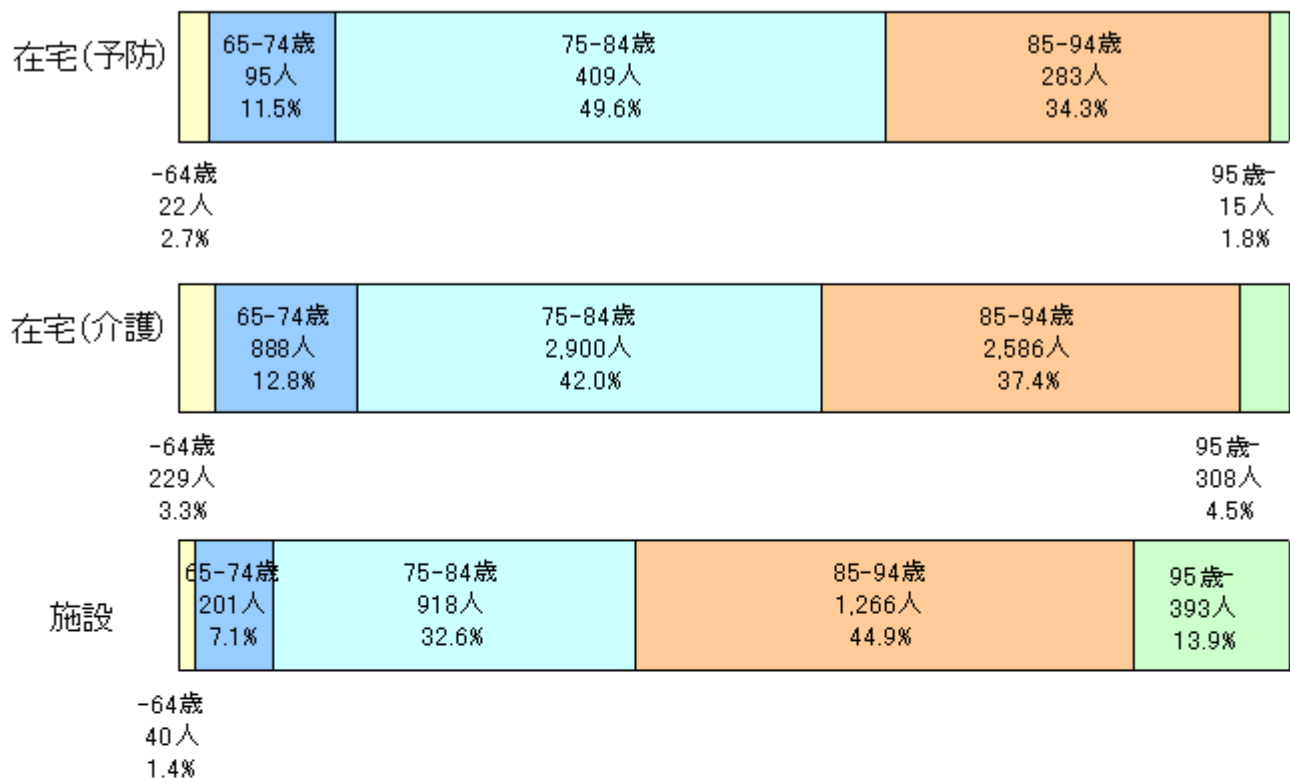 在宅(予防)
65-74歳
95人
11.5%
75-84歳
409人
49.6%
85-94歳
283人
34.3%
-64歳
22人
2.7%
95歳-
15人
1.8%
在宅(介護)
65-74歳
888人
12.8%
75-84歳
2,900人
42.0%
85-94歳
2,586人
37.4%
-64歳
229人
3.3%
95歳-
308人
4.5%
施設
65-74歳
201人
7.1%
75-84歳
918人
32.6%
85-94歳
1,266人
44.9%
95歳-
393人
13.9%
-64歳
40人
1.4%